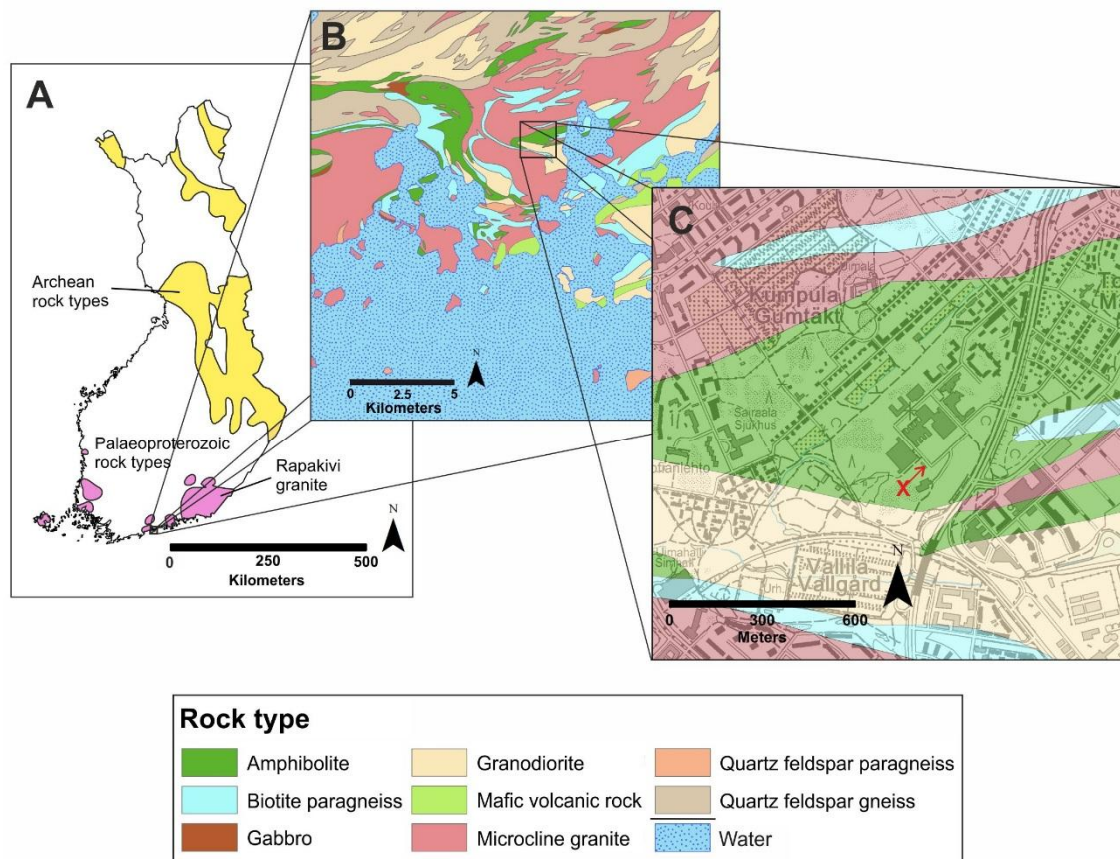 A
Archean
rock types
Palaeoproterozoic
rock types
Rapakivi
granite
N
0 250 500
Kilometers
B
N
0 2.5 5
Kilometers
C
Kumpula
Gumtäkt
Sairaala
Sjukhus
X
N
Vallila
Vallgård
Urh.
0 300 600
Meters
Rock type
Amphibolite
Granodiorite
Quartz feldspar paragneiss
Biotite paragneiss
Mafic volcanic rock
Quartz feldspar gneiss
Gabbro
Microcline granite
Water